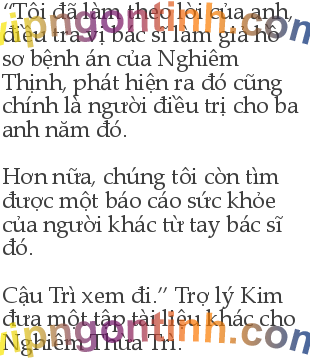 “Tôi đã làm theo lời của anh,
điều tra vị bác sĩ làm giả hồ
sơ bệnh án của Nghiêm
Thịnh, phát hiện ra đó cũng
chính là người điều trị cho ba
anh năm đó.
Hơn nữa, chúng tôi còn tìm
được một báo cáo sức khỏe
của người khác từ tay bác sĩ
đó.
Cậu Trì xem đi.” Trợ lý Kim
đưa một tập tài liệu khác cho
Nghiêm Thừa Trì.
vipngontinh.com
vipngontinh.com